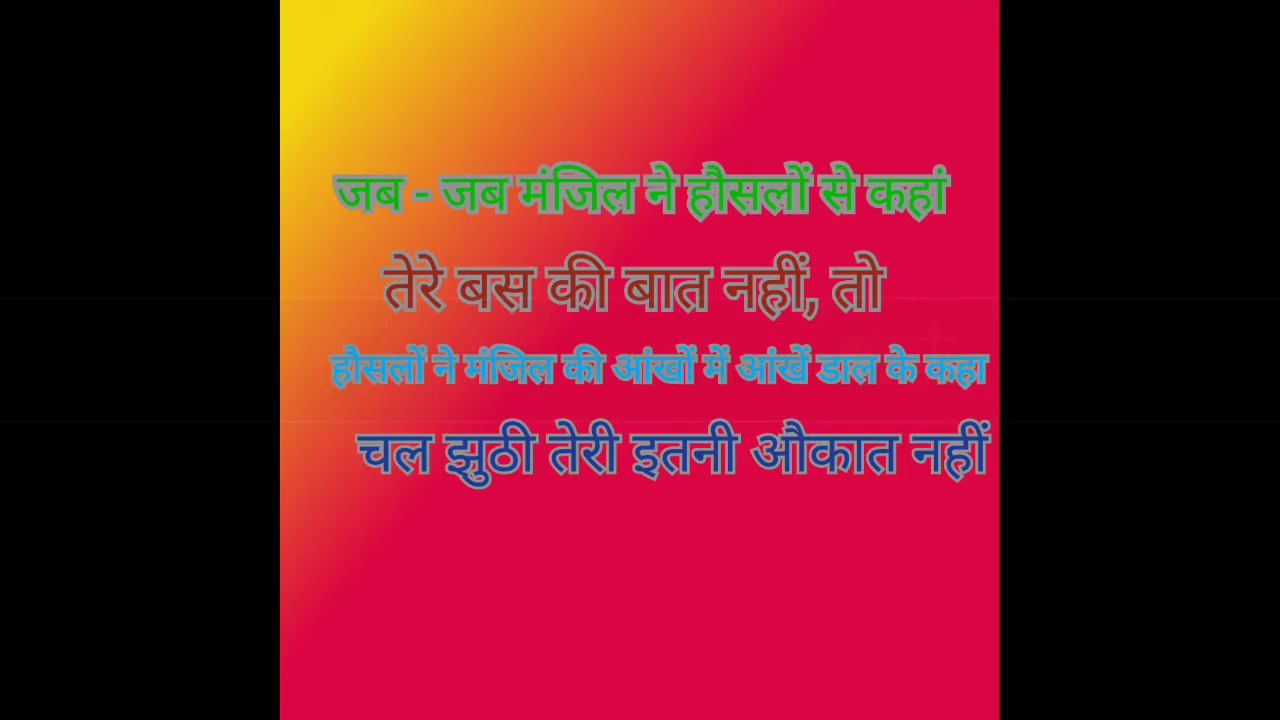 जब - जब मंजिल ने हौसलों से कहां
तेरे बस की बात नहीं, तो
हौसलों ने मंजिल की आंखों में आंखें डाल के कहा
चल झुठी तेरी इतनी औकात नहीं